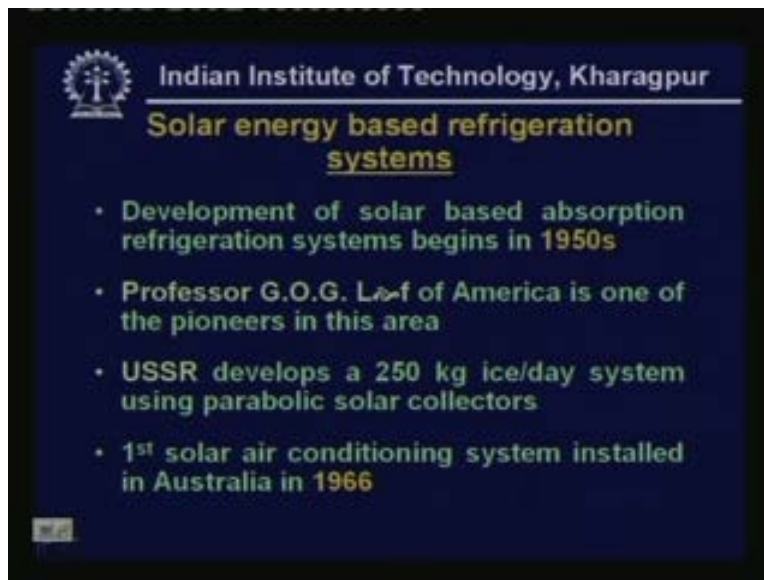 Indian Institute of Technology, Kharagpur
Solar energy based refrigeration
systems
• Development of solar based absorption
refrigeration systems begins in 1950s
• Professor G.O.G. of America is one of
the pioneers in this area
• USSR develops a 250 kg ice/day system
using parabolic solar collectors
• 1st solar air conditioning system installed
in Australia in 1966